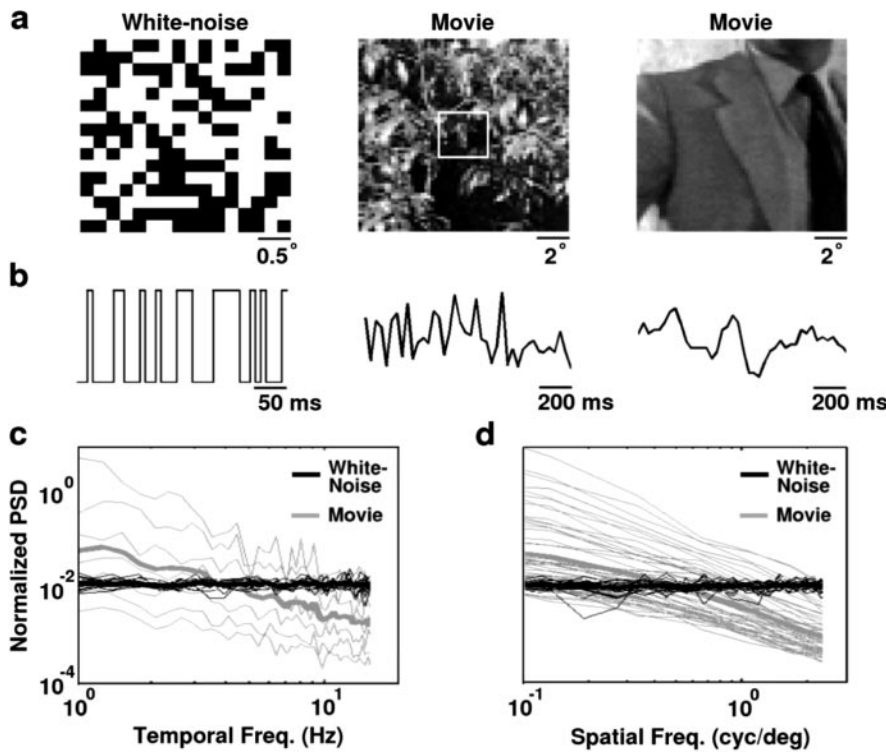 a
White-noise
Movie
Movie
0.5°
2°
2°
b
50 ms
200 ms
200 ms
c
Normalized PSD
10^0
10^-2
10^-4
White-
Noise
Movie
10^0
10^1
Temporal Freq. (Hz)
d
White-
Noise
Movie
10^-1
10^0
Spatial Freq. (cyc/deg)